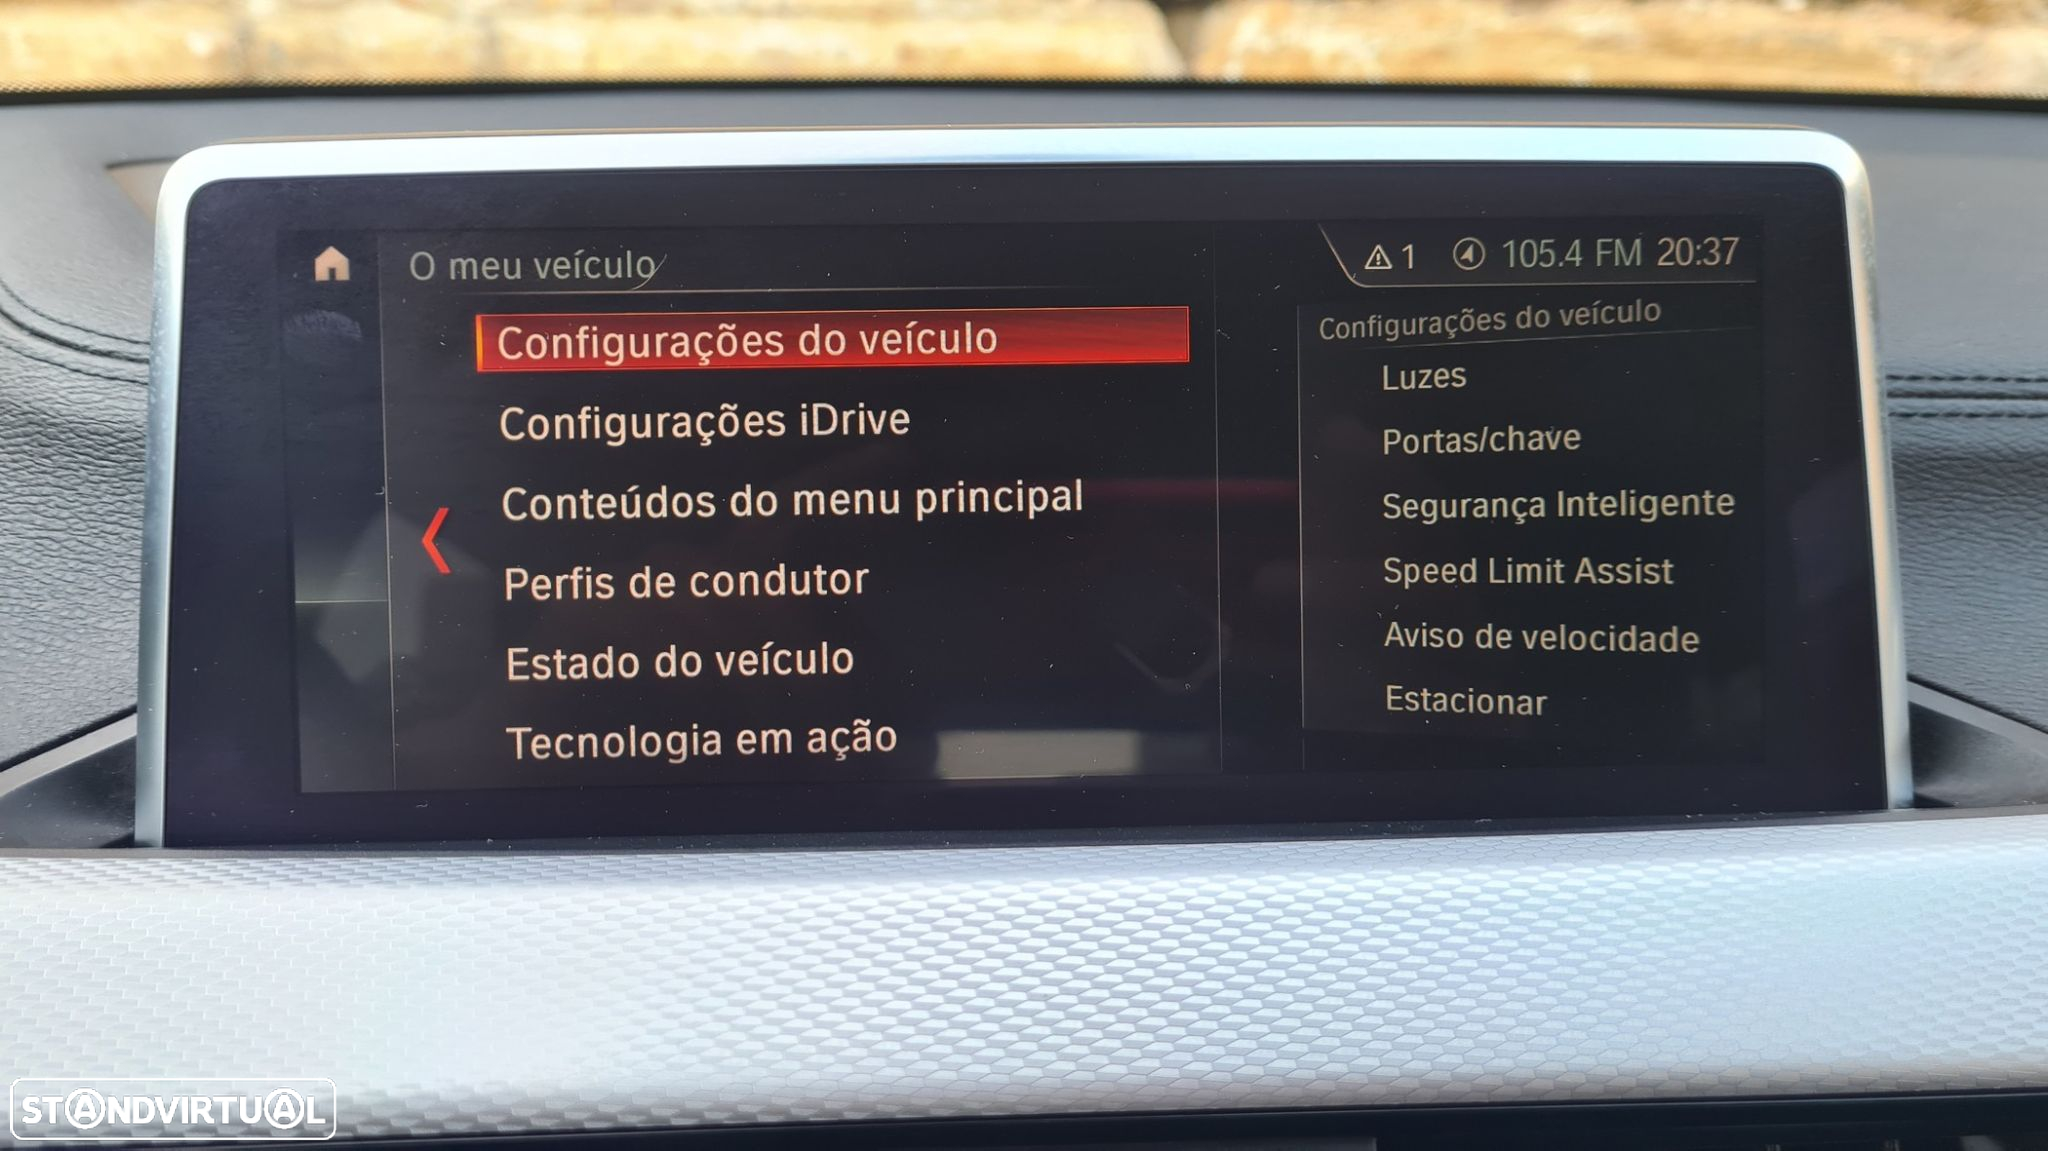 O meu veículo
1 105.4 FM 20:37
Configurações do veículo
Configurações iDrive
Conteúdos do menu principal
Perfis de condutor
Estado do veículo
Tecnologia em ação
Configurações do veículo
Luzes
Portas/chave
Segurança Inteligente
Speed Limit Assist
Aviso de velocidade
Estacionar
STANDVIRTUAL